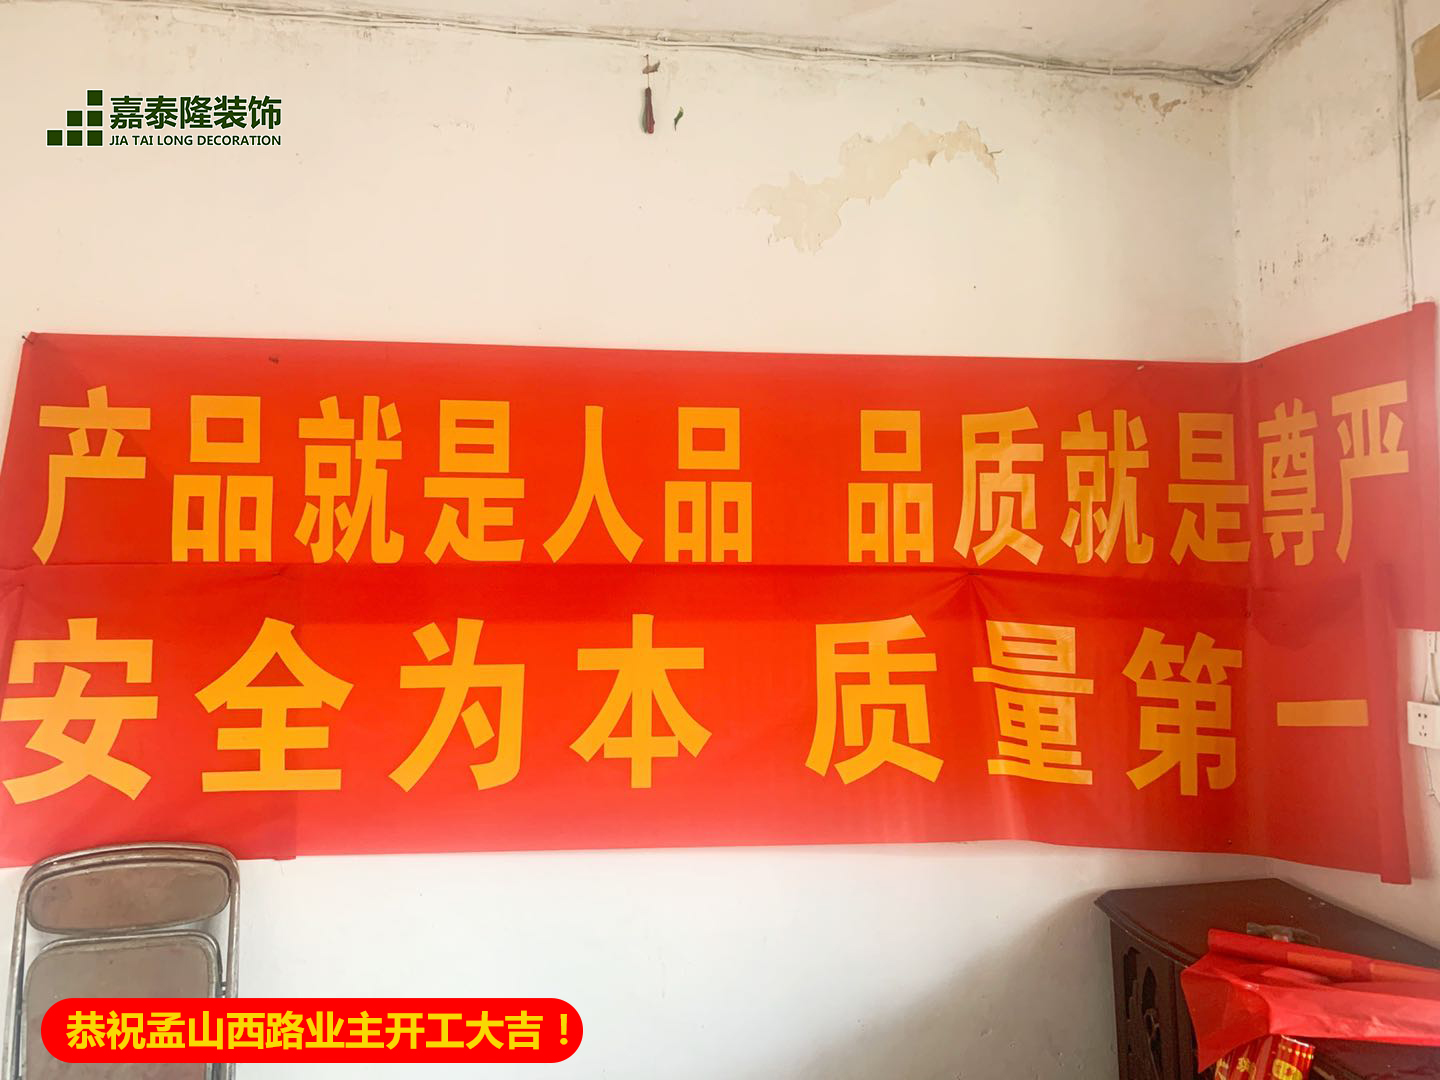 嘉泰隆装饰
JIA TAI LONG DECORATION
产品就是人品 品质就是尊严
安全为本 质量第一
恭祝孟山西路业主开工大吉！